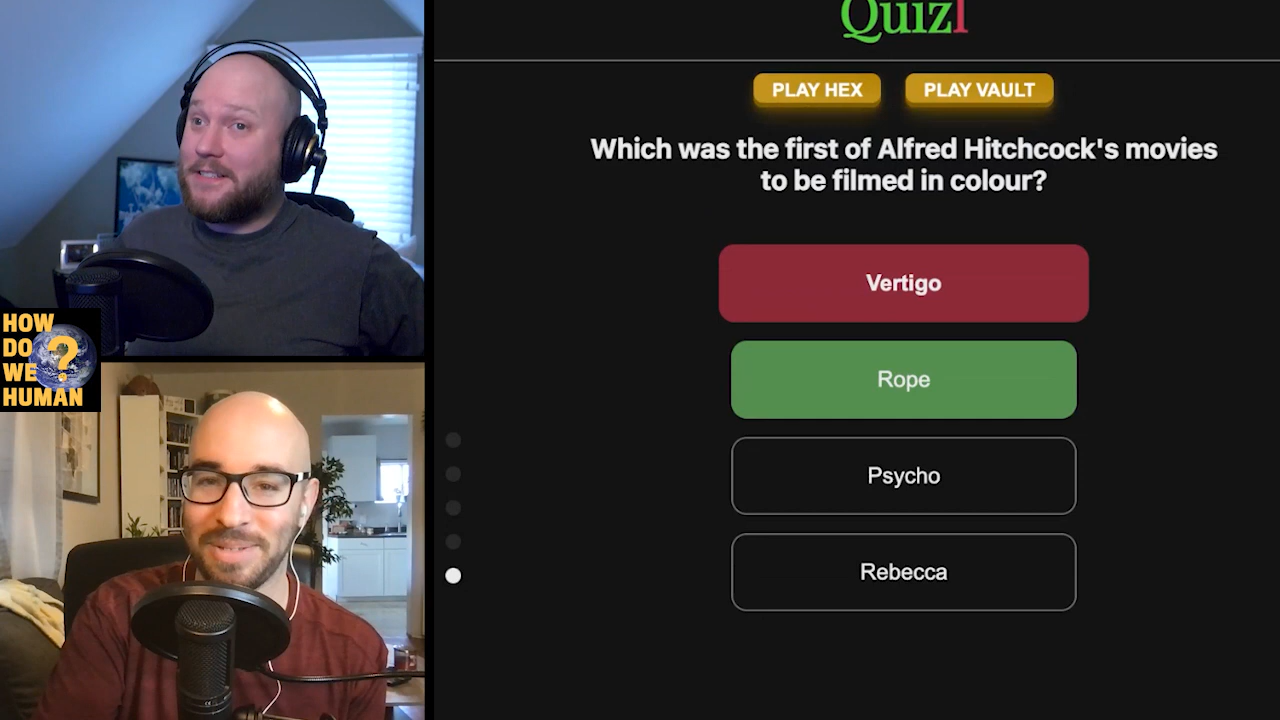 HOW
DO
WE
HUMAN
?
Quizl
PLAY HEX
PLAY VAULT
Which was the first of Alfred Hitchcock's movies
to be filmed in colour?
Vertigo
Rope
Psycho
Rebecca